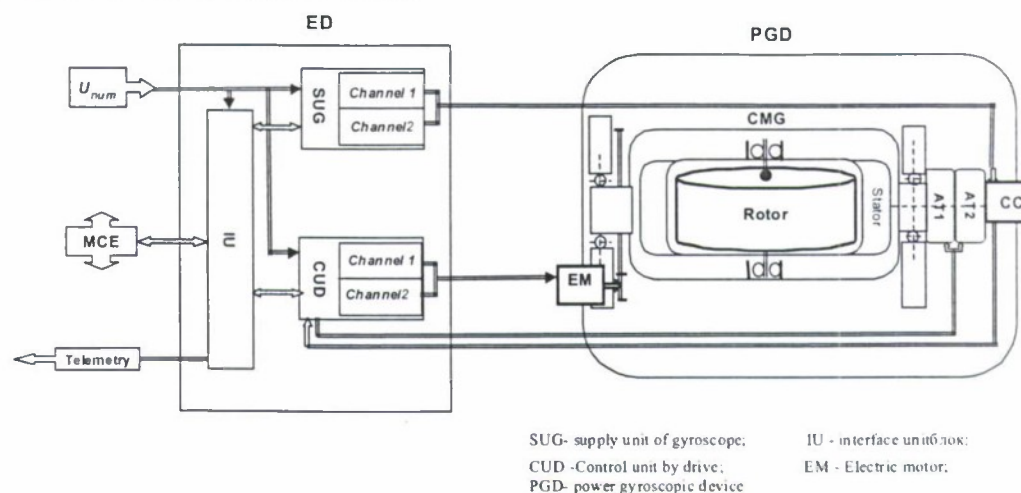 ED
PGD
U num
SUG
Channel 1
Channel2
CMG
MCE
IU
Rotor
Stator
AT1
AT2
CC
CUD
Channel 1
Channel2
EM
Telemetry
SUG- supply unit of gyroscope;
IU - interface unitблок;
CUD -Control unit by drive;
EM - Electric motor;
PGD- power gyroscopic device